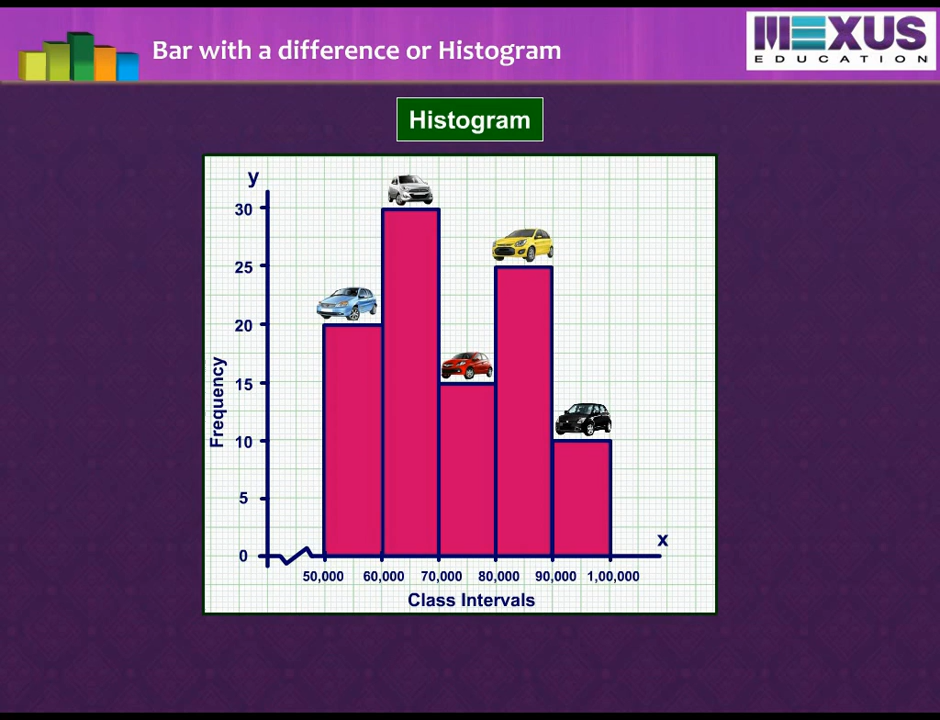 Bar with a difference or Histogram
MEXUS
EDUCATION
Histogram
y
30
25
20
15
10
5
0
Frequency
x
50,000 60,000 70,000 80,000 90,000 1,00,000
Class Intervals